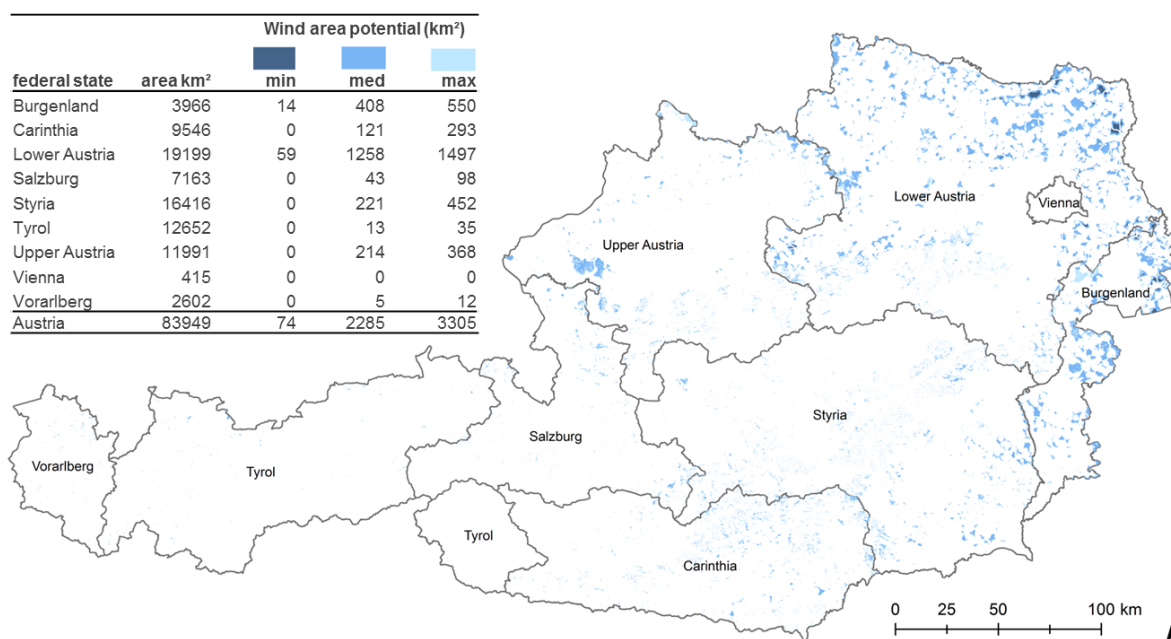 Wind area potential (km²)
federal state area km² min med max
Burgenland 3966 14 408 550
Carinthia 9546 0 121 293
Lower Austria 19199 59 1258 1497
Salzburg 7163 0 43 98
Styria 16416 0 221 452
Tyrol 12652 0 13 35
Upper Austria 11991 0 214 368
Vienna 415 0 0 0
Vorarlberg 2602 0 5 12
Austria 83949 74 2285 3305
Lower Austria
Vienna
Upper Austria
Burgenland
Styria
Salzburg
Vorarlberg
Tyrol
Tyrol
Carinthia
0 25 50 100 km